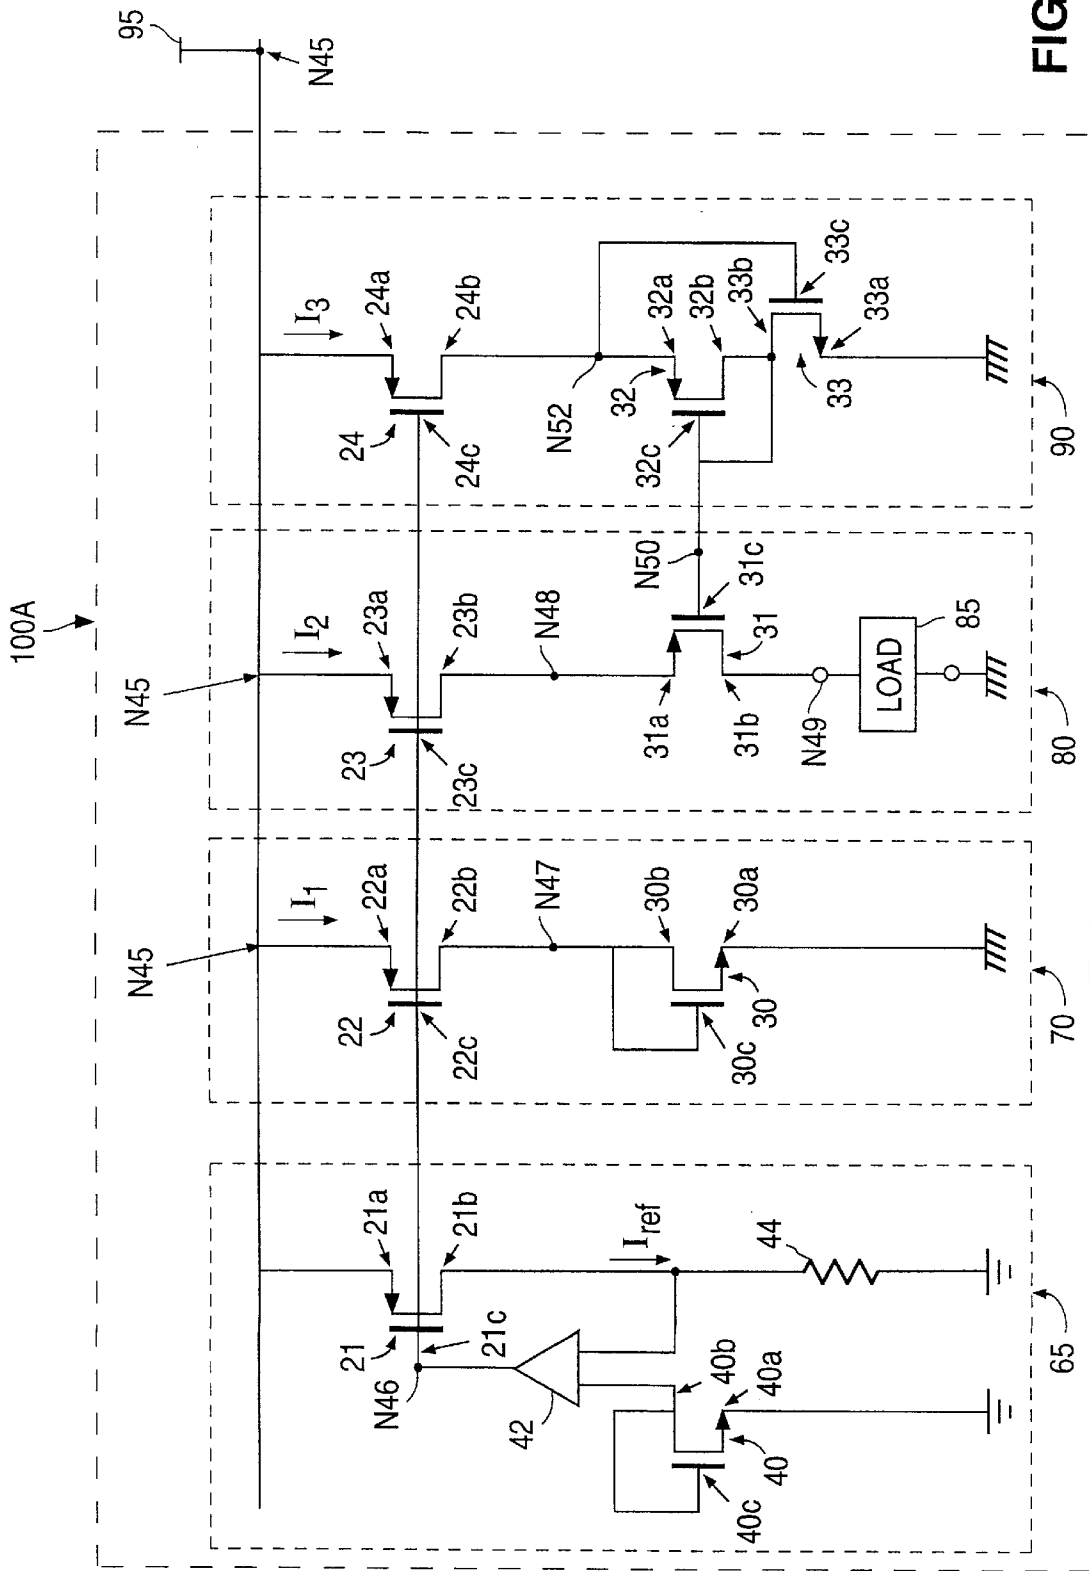 100A
95
N45
N45
N45
I3
I2
I1
24a
24b
24
24c
23a
23b
23
23c
22a
22b
22
22c
21a
21b
21
21c
N46
N52
N48
N47
N50
Iref
32a
32
32b
32c
33b
33c
33a
33
31c
31a
31
31b
30b
30a
30
30c
42
44
40b
40a
40
40c
N49
LOAD
85
90
80
70
65
FIG